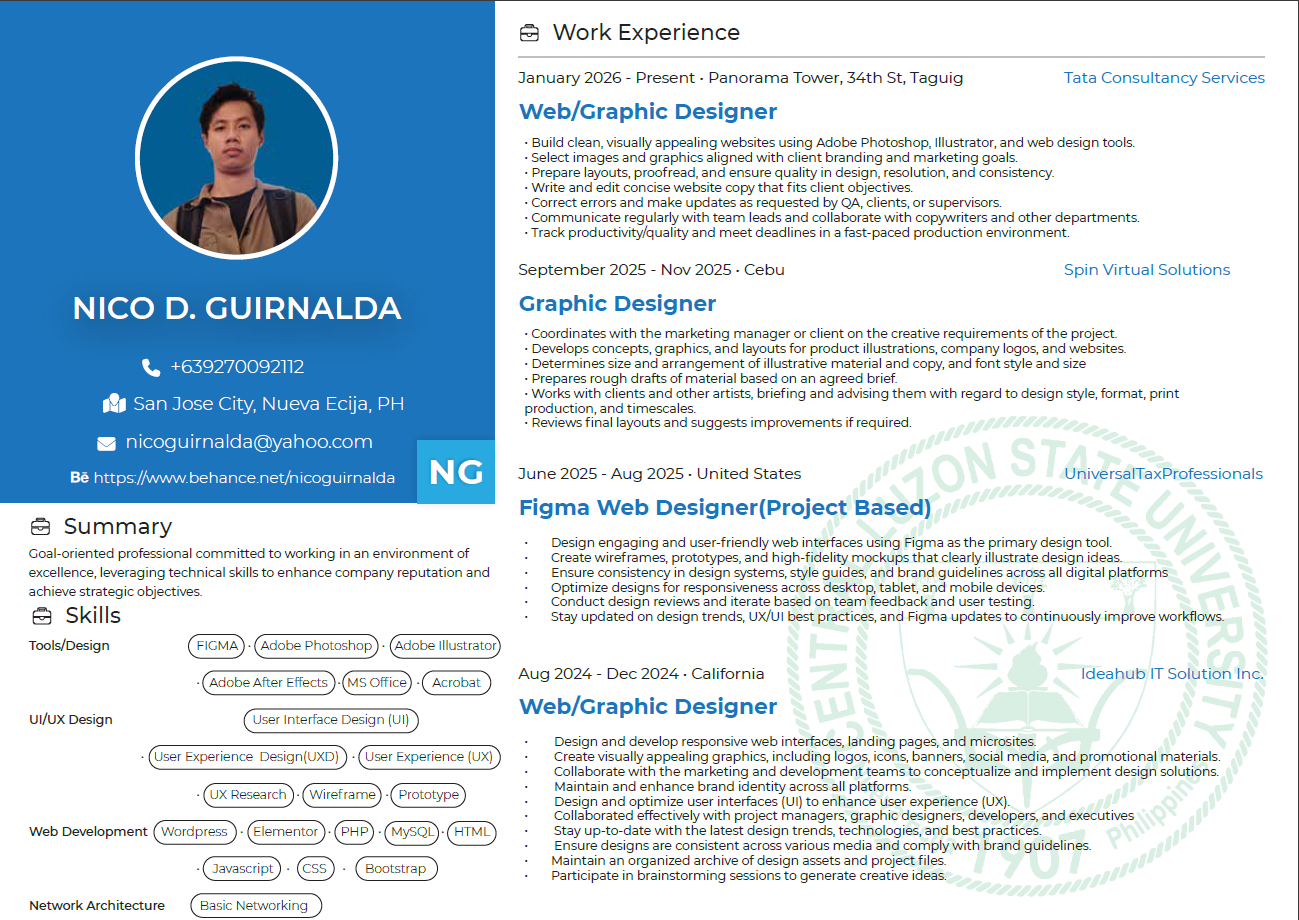 NICO D. GUIRNALDA
+639270092112
San Jose City, Nueva Ecija, PH
nicoguirnalda@yahoo.com
Bē https://www.behance.net/nicoguirnalda
NG
Summary
Goal-oriented professional committed to working in an environment of
excellence, leveraging technical skills to enhance company reputation and
achieve strategic objectives.
Skills
Tools/Design FIGMA · Adobe Photoshop · Adobe Illustrator
· Adobe After Effects · MS Office · Acrobat
UI/UX Design User Interface Design (UI)
· User Experience Design(UXD) · User Experience (UX)
· UX Research · Wireframe · Prototype
Web Development Wordpress · Elementor · PHP · MySQL · HTML
· Javascript · CSS · Bootstrap
Network Architecture Basic Networking
Work Experience
January 2026 - Present · Panorama Tower, 34th St, Taguig Tata Consultancy Services
Web/Graphic Designer
· Build clean, visually appealing websites using Adobe Photoshop, Illustrator, and web design tools.
· Select images and graphics aligned with client branding and marketing goals.
· Prepare layouts, proofread, and ensure quality in design, resolution, and consistency.
· Write and edit concise website copy that fits client objectives.
· Correct errors and make updates as requested by QA, clients, or supervisors.
· Communicate regularly with team leads and collaborate with copywriters and other departments.
· Track productivity/quality and meet deadlines in a fast-paced production environment.
September 2025 - Nov 2025 · Cebu Spin Virtual Solutions
Graphic Designer
· Coordinates with the marketing manager or client on the creative requirements of the project.
· Develops concepts, graphics, and layouts for product illustrations, company logos, and websites.
· Determines size and arrangement of illustrative material and copy, and font style and size
· Prepares rough drafts of material based on an agreed brief.
· Works with clients and other artists, briefing and advising them with regard to design style, format, print
production, and timescales.
· Reviews final layouts and suggests improvements if required.
June 2025 - Aug 2025 · United States UniversalTaxProfessionals
Figma Web Designer(Project Based)
· Design engaging and user-friendly web interfaces using Figma as the primary design tool.
· Create wireframes, prototypes, and high-fidelity mockups that clearly illustrate design ideas.
· Ensure consistency in design systems, style guides, and brand guidelines across all digital platforms
· Optimize designs for responsiveness across desktop, tablet, and mobile devices.
· Conduct design reviews and iterate based on team feedback and user testing.
· Stay updated on design trends, UX/UI best practices, and Figma updates to continuously improve workflows.
Aug 2024 - Dec 2024 · California Ideahub IT Solution Inc.
Web/Graphic Designer
· Design and develop responsive web interfaces, landing pages, and microsites.
· Create visually appealing graphics, including logos, icons, banners, social media, and promotional materials.
· Collaborate with the marketing and development teams to conceptualize and implement design solutions.
· Maintain and enhance brand identity across all platforms.
· Design and optimize user interfaces (UI) to enhance user experience (UX).
· Collaborated effectively with project managers, graphic designers, developers, and executives
· Stay up-to-date with the latest design trends, technologies, and best practices.
· Ensure designs are consistent across various media and comply with brand guidelines.
· Maintain an organized archive of design assets and project files.
· Participate in brainstorming sessions to generate creative ideas.
CENTRAL LUZON STATE UNIVERSITY
Philippines
1907